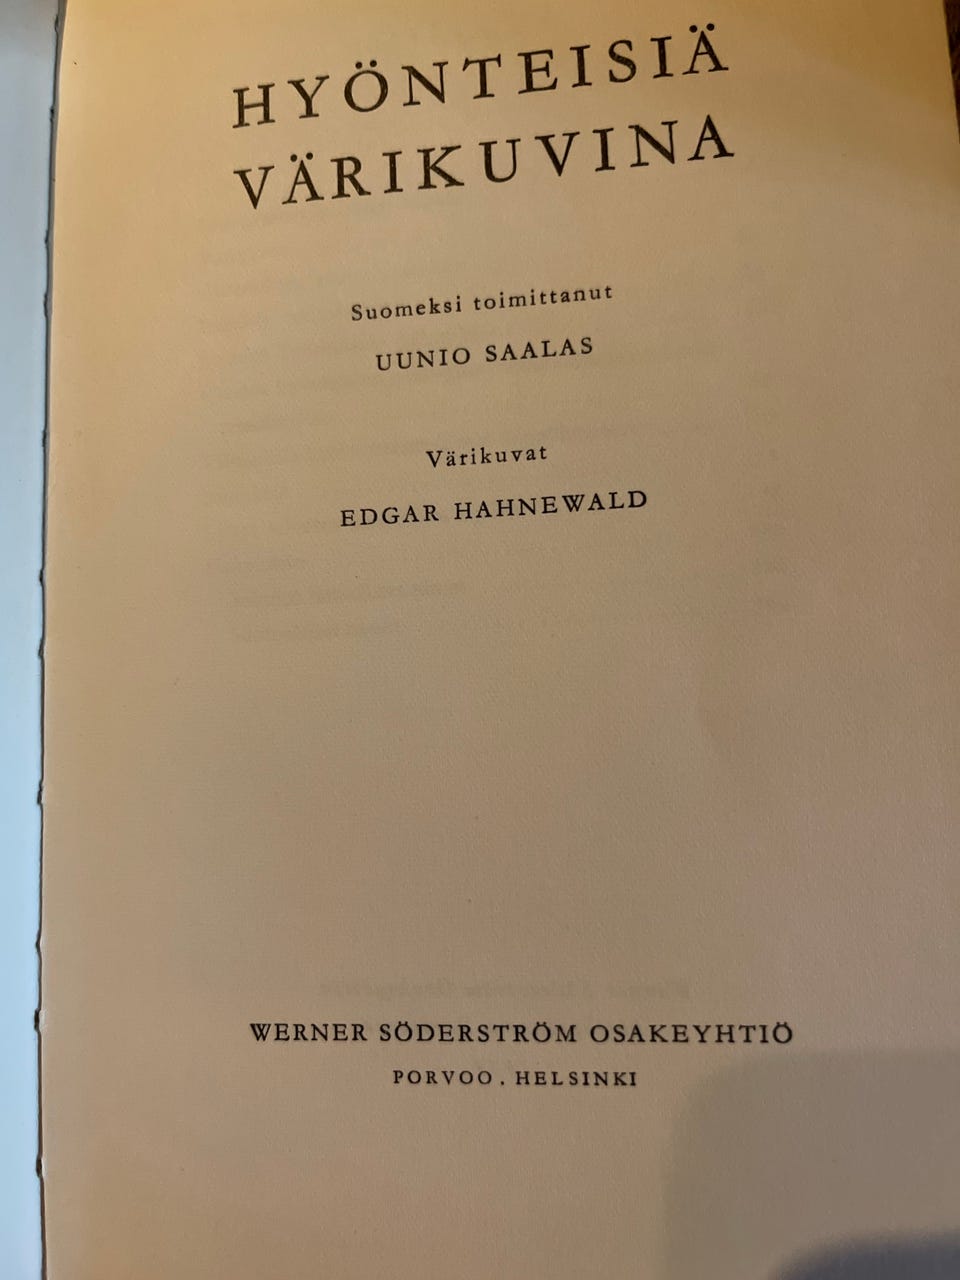 HYÖNTEISIÄ
VÄRIKUVINA
Suomeksi toimittanut
UUNIO SAALAS
Värikuvat
EDGAR HAHNEWALD
WERNER SÖDERSTRÖM OSAKEYHTIÖ
PORVOO . HELSINKI